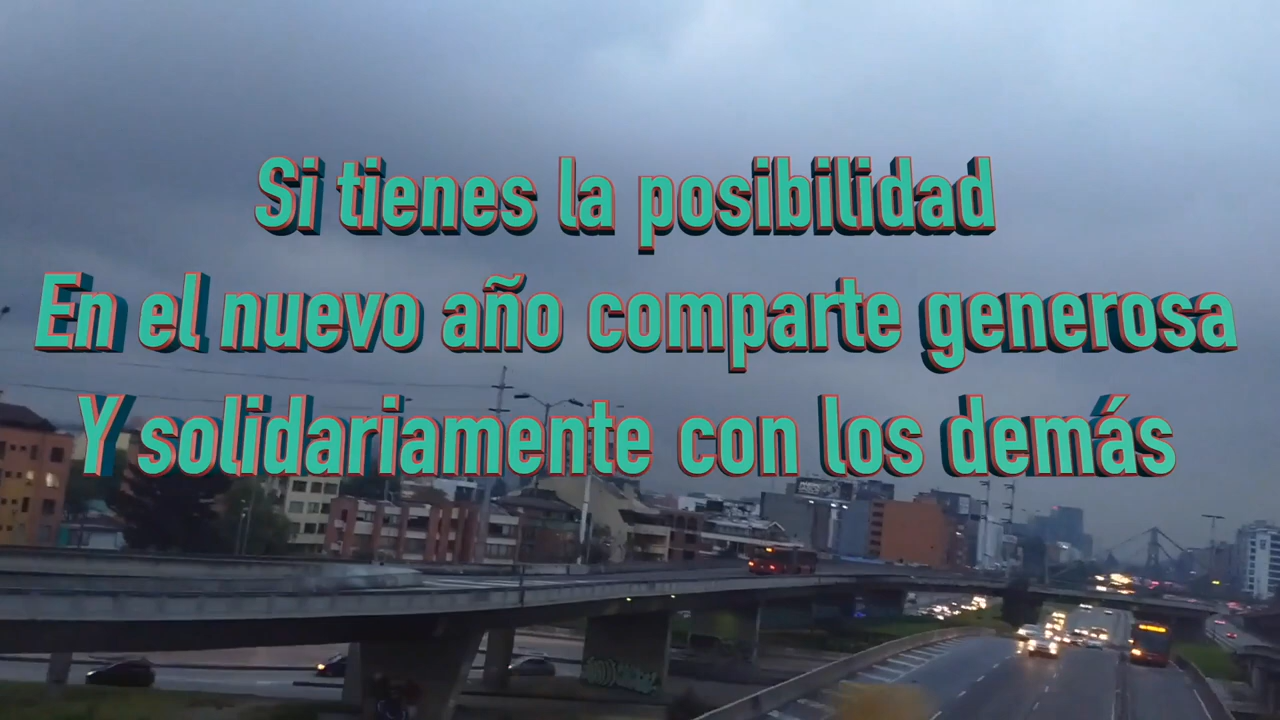 Si tienes la posibilidad
En el nuevo año comparte generosa
Y solidariamente con los demás